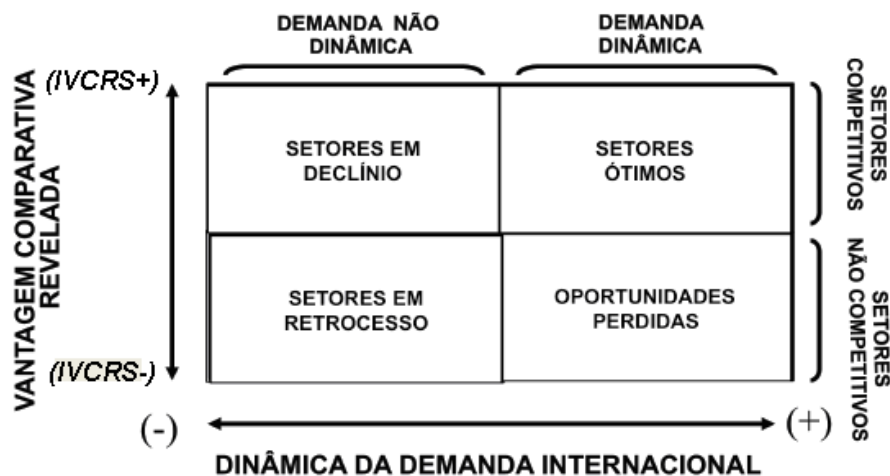 DEMANDA NÃO
DINÂMICA
DEMANDA
DINÂMICA
VANTAGEM COMPARATIVA
REVELADA
(IVCRS+)
SETORES EM
DECLÍNIO
SETORES
ÓTIMOS
SETORES
COMPETITIVOS
SETORES EM
RETROCESSO
OPORTUNIDADES
PERDIDAS
SETORES
NÃO COMPETITIVOS
(IVCRS-)
(-)
(+)
DINÂMICA DA DEMANDA INTERNACIONAL